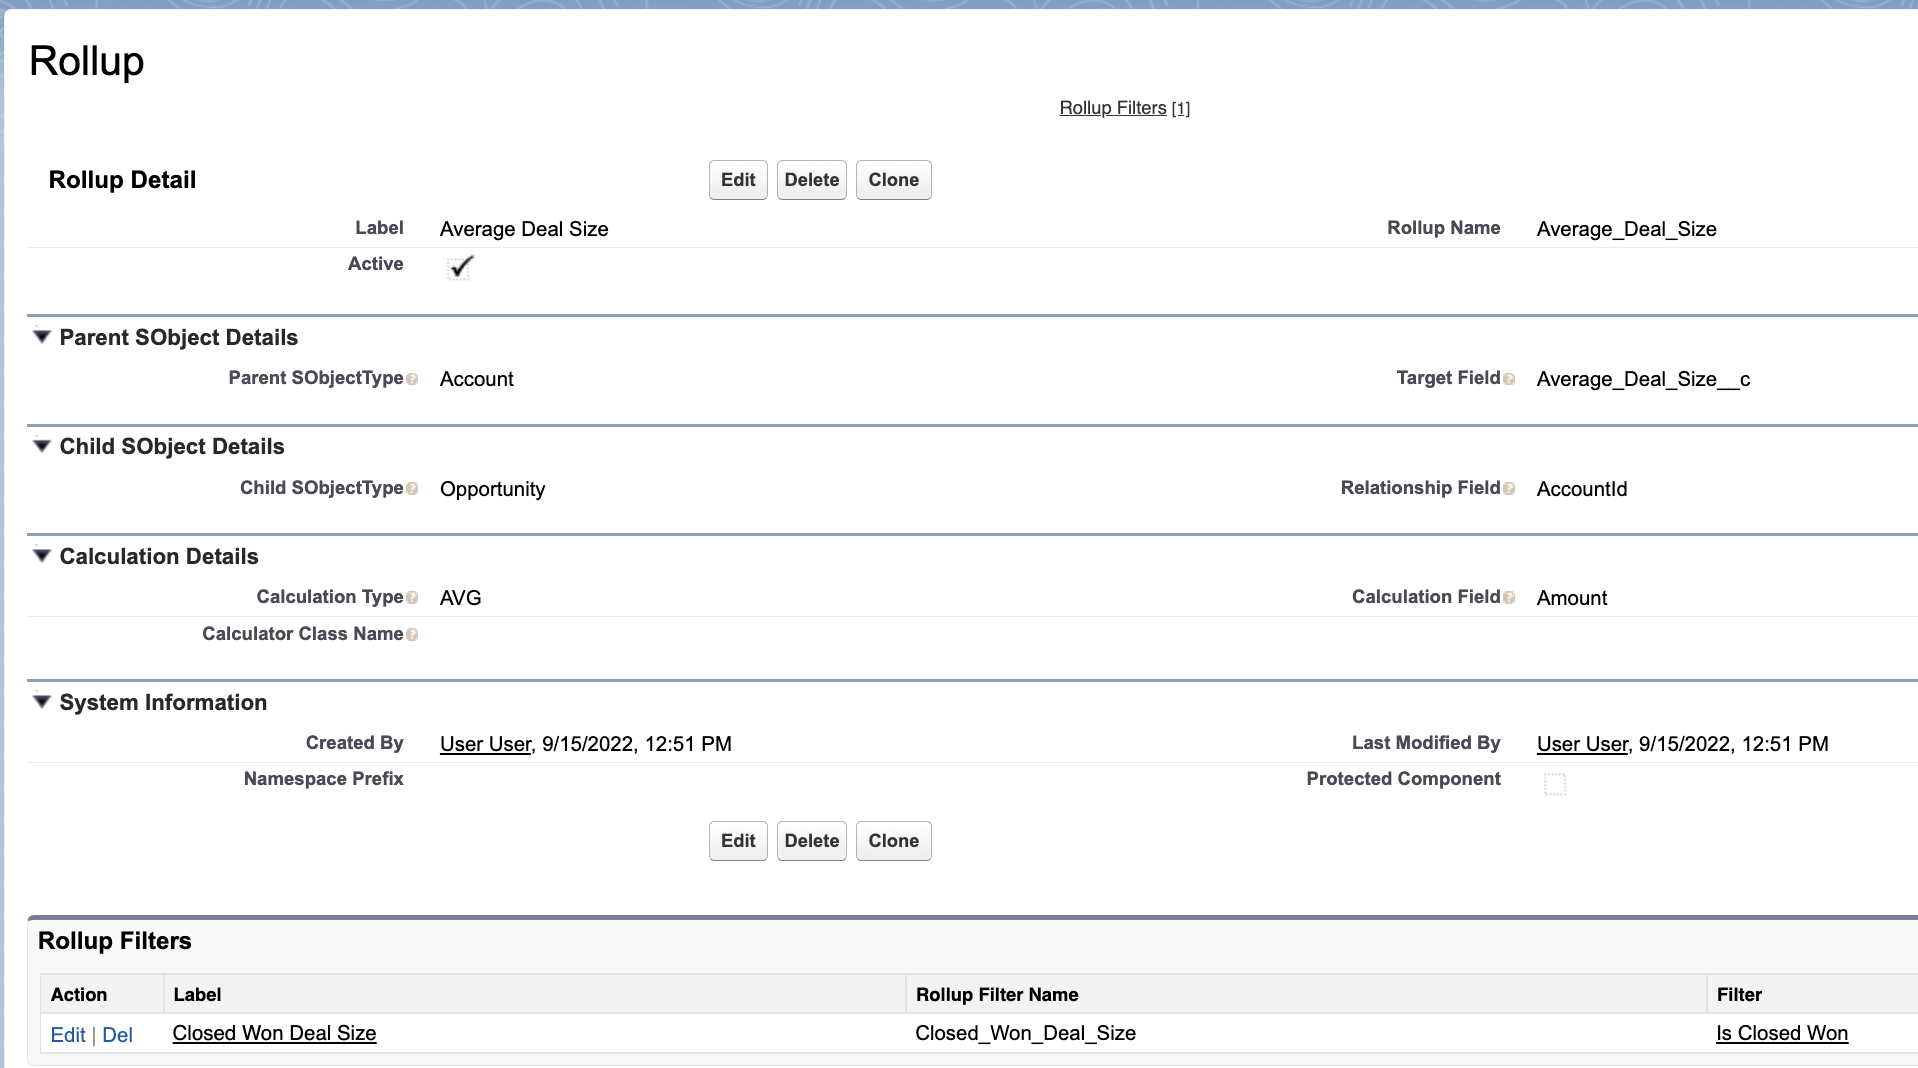 Rollup
Rollup Filters [1]
Rollup Detail Edit Delete Clone
Label Average Deal Size Rollup Name Average_Deal_Size
Active
Parent SObject Details
Parent SObjectType ? Account Target Field ? Average_Deal_Size__c
Child SObject Details
Child SObjectType ? Opportunity Relationship Field ? AccountId
Calculation Details
Calculation Type ? AVG Calculation Field ? Amount
Calculator Class Name ?
System Information
Created By User User, 9/15/2022, 12:51 PM Last Modified By User User, 9/15/2022, 12:51 PM
Namespace Prefix Protected Component
Edit Delete Clone
Rollup Filters
Action Label Rollup Filter Name Filter
Edit | Del Closed Won Deal Size Closed_Won_Deal_Size Is Closed Won